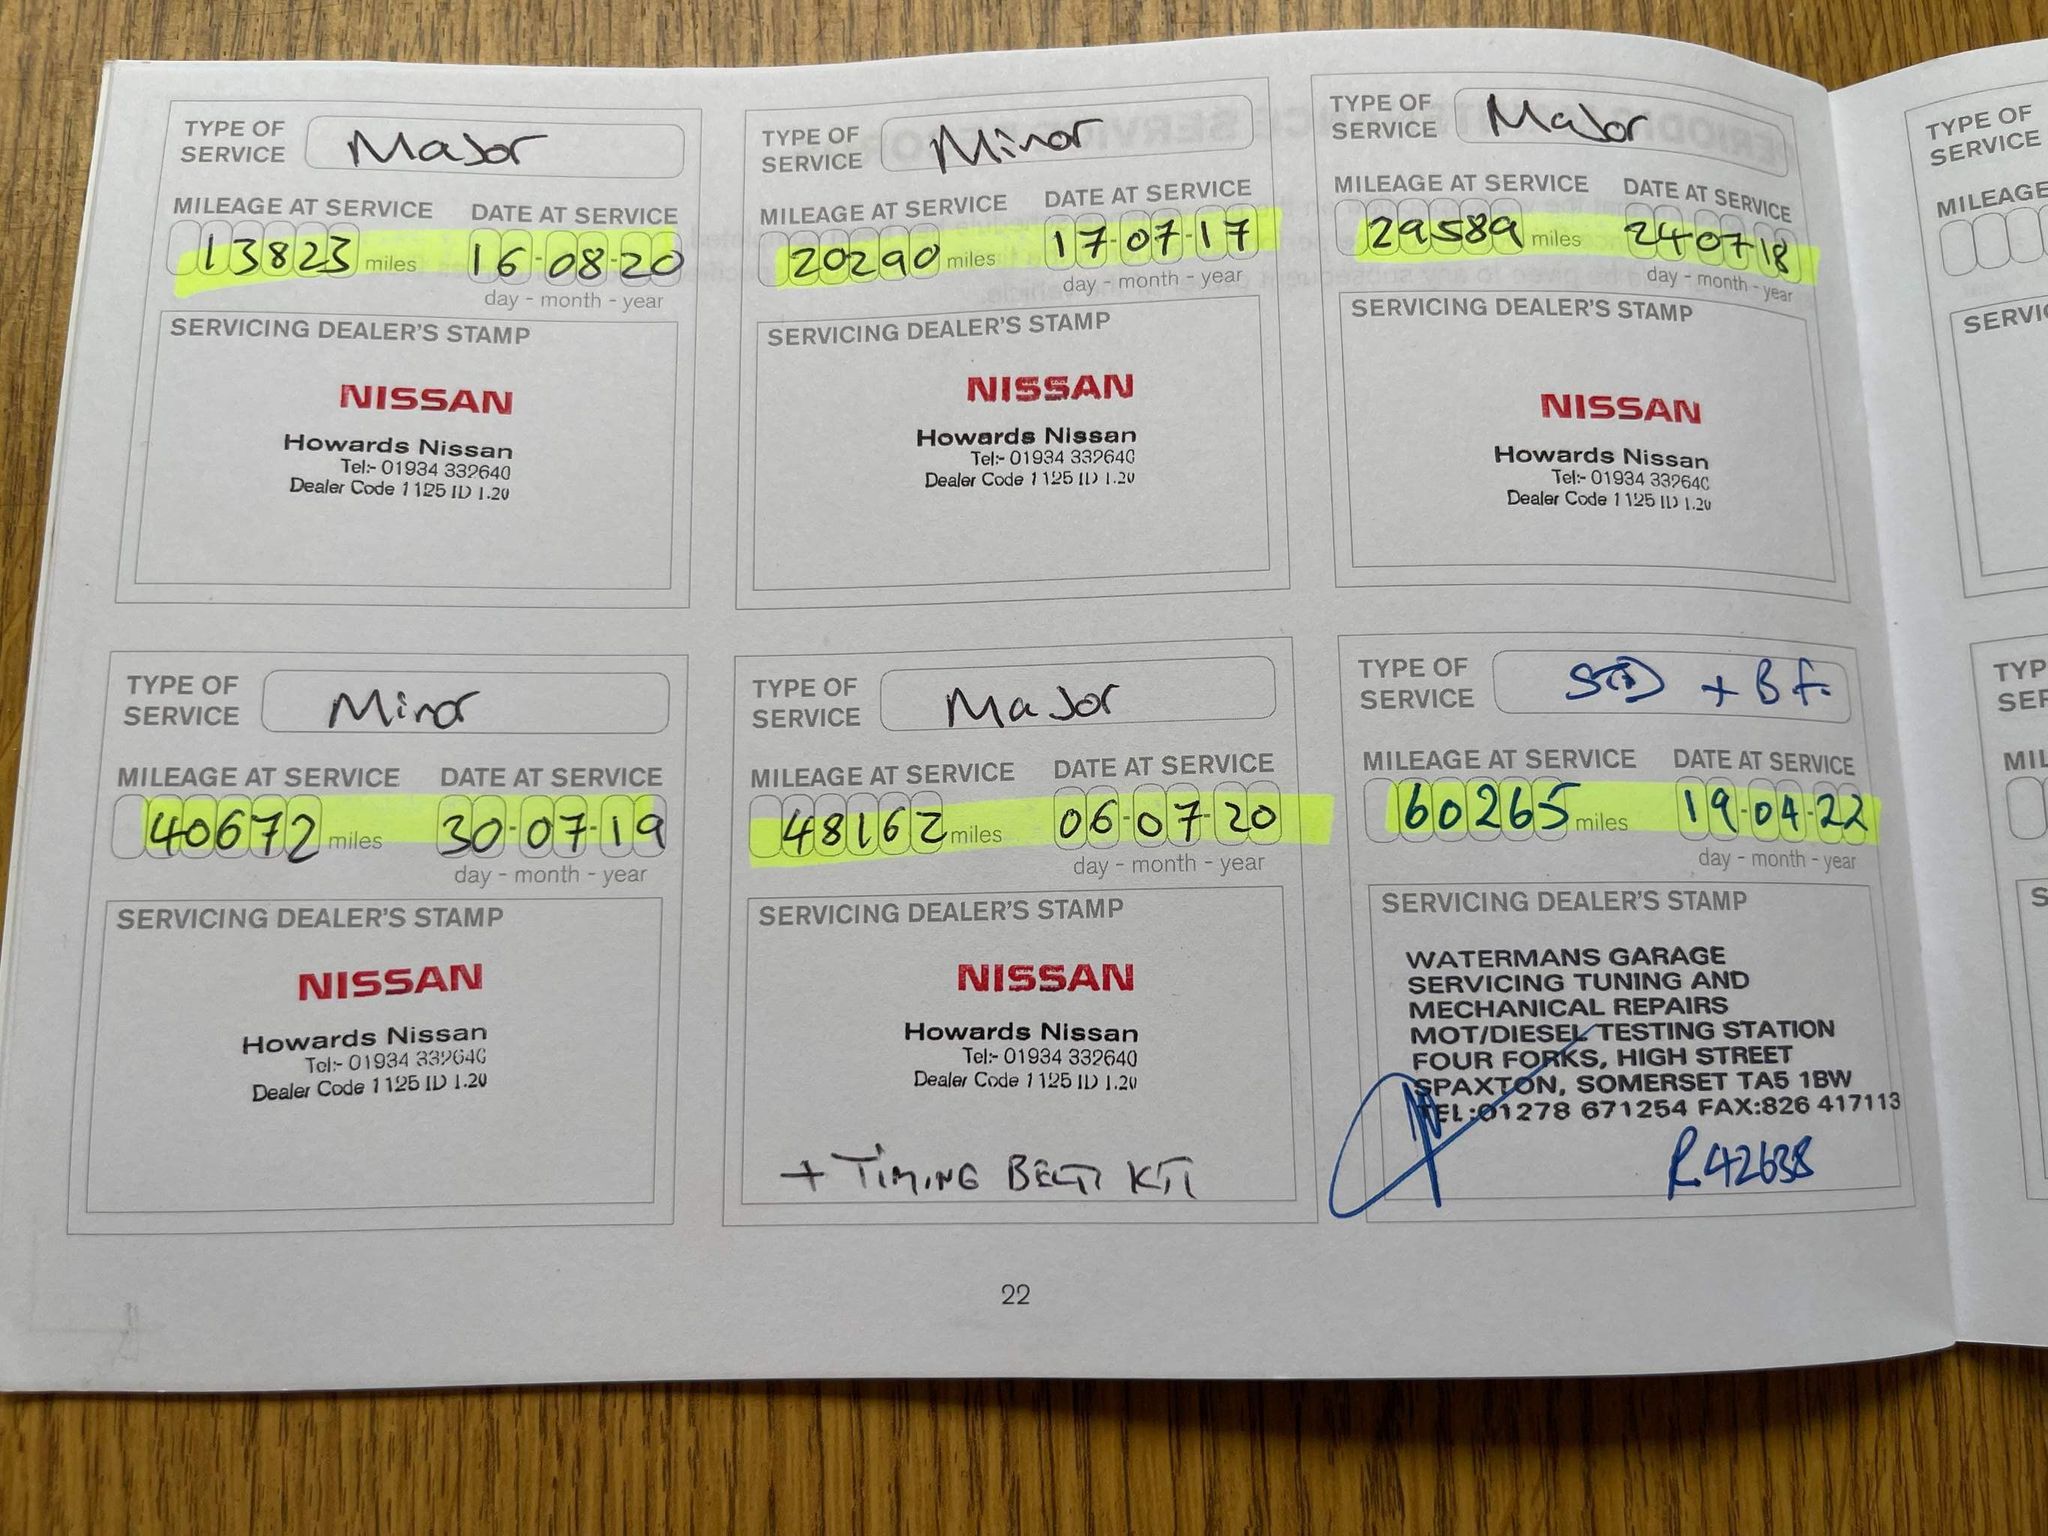 TYPE OF
SERVICE
Major
MILEAGE AT SERVICE
DATE AT SERVICE
13823 miles
16-08-20
day - month - year
SERVICING DEALER'S STAMP
NISSAN
Howards Nissan
Tel:- 01934 332640
Dealer Code 1125 ID 1.20
TYPE OF
SERVICE
Minor
MILEAGE AT SERVICE
DATE AT SERVICE
20290 miles
17-07-17
day - month - year
SERVICING DEALER'S STAMP
NISSAN
Howards Nissan
Tel:- 01934 332640
Dealer Code 1125 ID 1.20
TYPE OF
SERVICE
Major
MILEAGE AT SERVICE
DATE AT SERVICE
29589 miles
24-07-18
day - month - year
SERVICING DEALER'S STAMP
NISSAN
Howards Nissan
Tel:- 01934 332640
Dealer Code 1125 ID 1.20
TYPE OF
SERVICE
Minor
MILEAGE AT SERVICE
DATE AT SERVICE
40672 miles
30-07-19
day - month - year
SERVICING DEALER'S STAMP
NISSAN
Howards Nissan
Tel:- 01934 332640
Dealer Code 1125 ID 1.20
TYPE OF
SERVICE
Major
MILEAGE AT SERVICE
DATE AT SERVICE
48162 miles
06-07-20
day - month - year
SERVICING DEALER'S STAMP
NISSAN
Howards Nissan
Tel:- 01934 332640
Dealer Code 1125 ID 1.20
+ TIMING BELT KIT
TYPE OF
SERVICE
STD + B F.
MILEAGE AT SERVICE
DATE AT SERVICE
60265 miles
19-04-22
day - month - year
SERVICING DEALER'S STAMP
WATERMANS GARAGE
SERVICING TUNING AND
MECHANICAL REPAIRS
MOT/DIESEL TESTING STATION
FOUR FORKS, HIGH STREET
SPAXTON, SOMERSET TA5 1BW
TEL:01278 671254 FAX:826 417113
R42638
22
TYPE OF
SERVICE